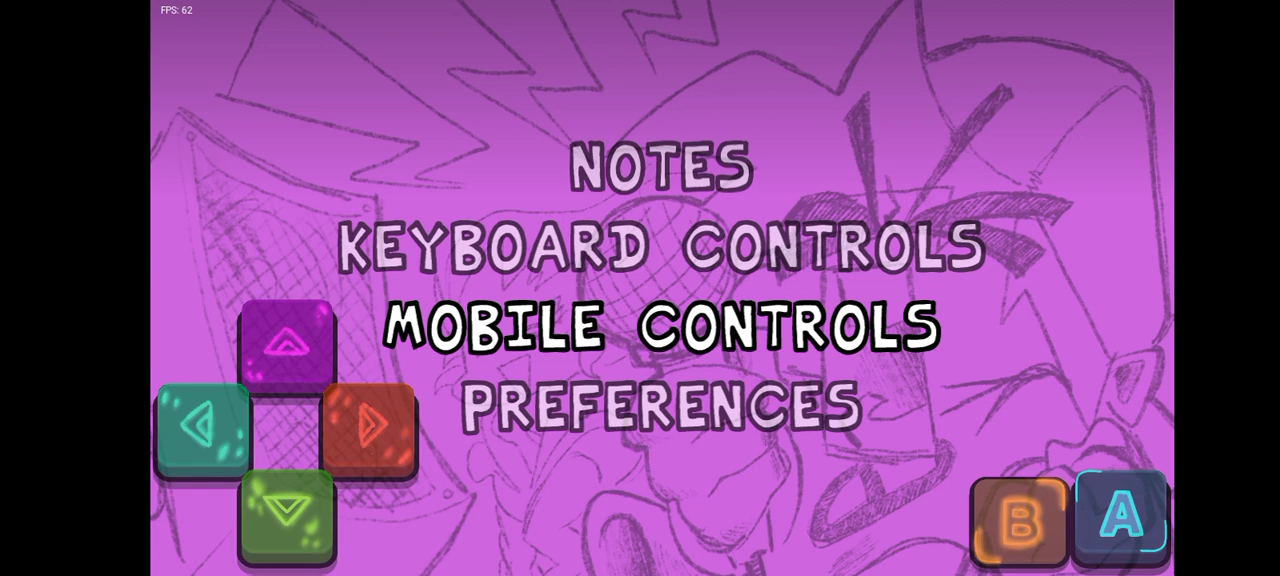 FPS: 62
NOTES
KEYBOARD CONTROLS
MOBILE CONTROLS
PREFERENCES
B A